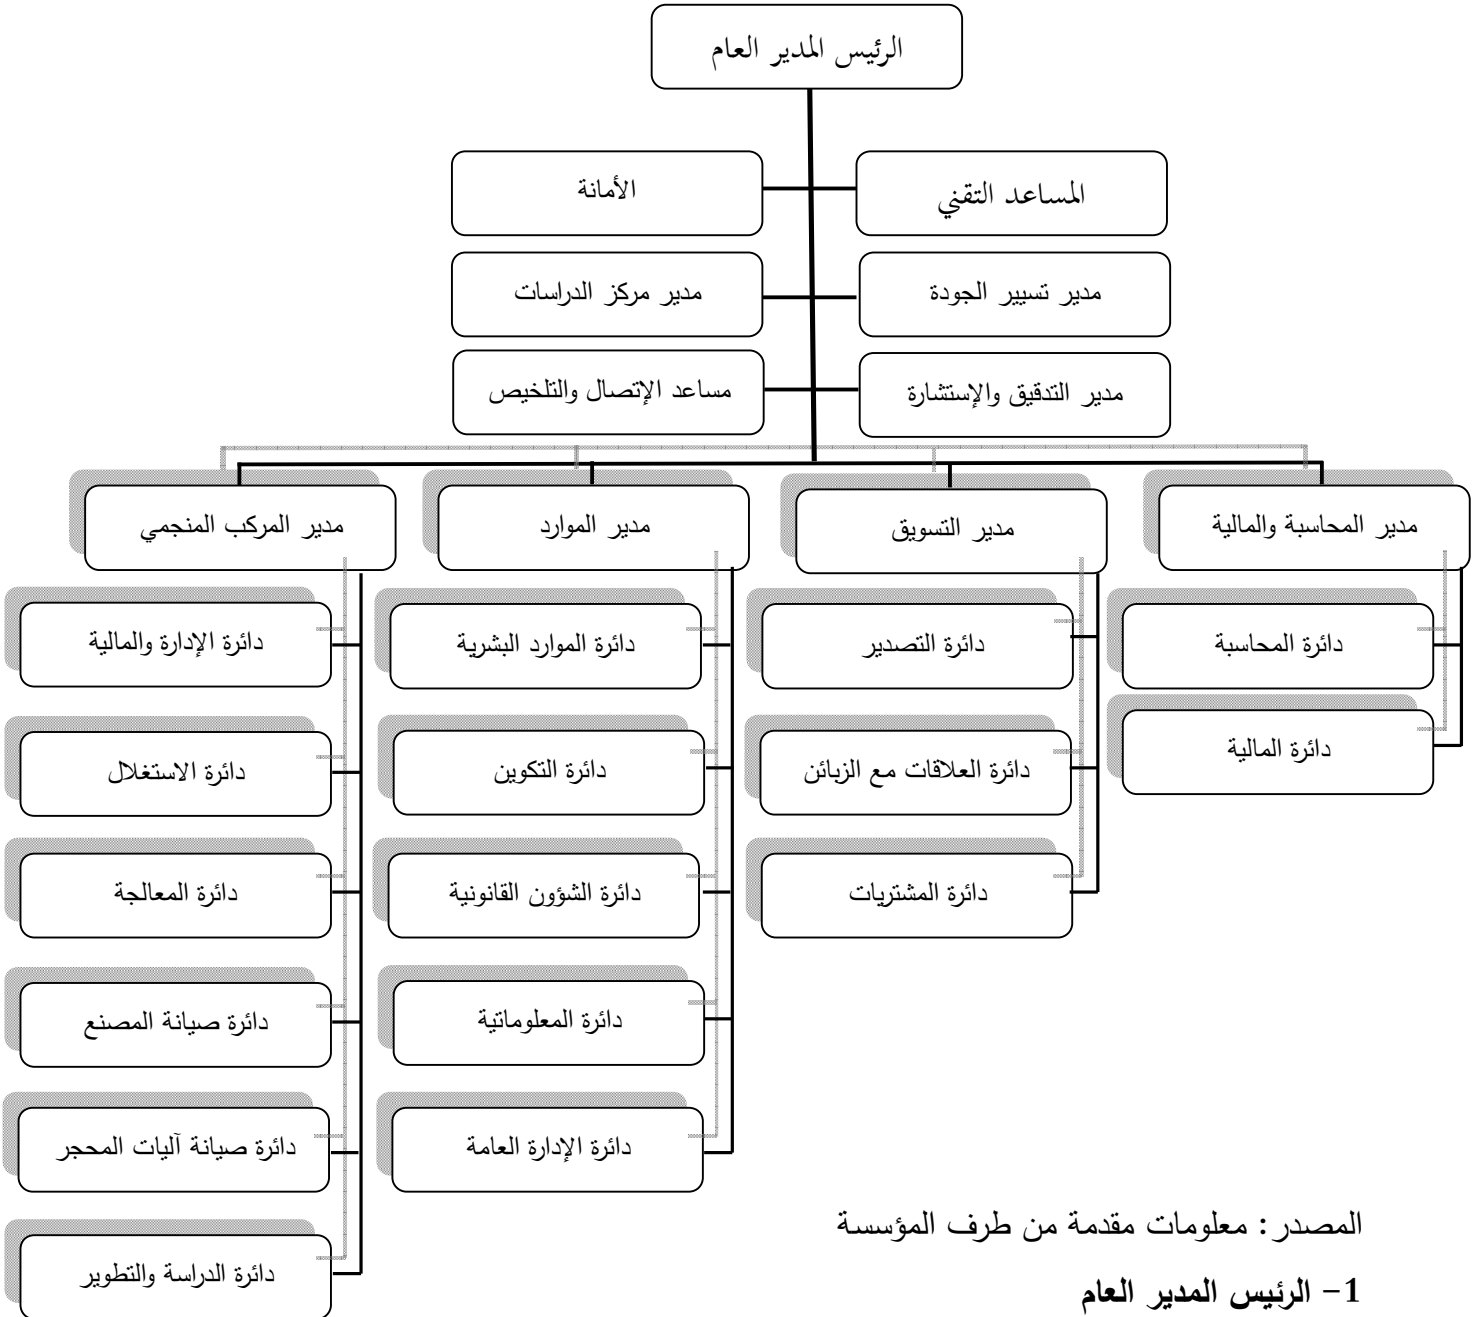 الرئيس المدير العام
المساعد التقني
الأمانة
مدير تسيير الجودة
مدير مركز الدراسات
مدير التدقيق والإستشارة
مساعد الإتصال والتلخيص
مدير المحاسبة والمالية
مدير التسويق
مدير الموارد
مدير المركب المنجمي
دائرة المحاسبة
دائرة التصدير
دائرة الموارد البشرية
دائرة الإدارة والمالية
دائرة المالية
دائرة العلاقات مع الزبائن
دائرة التكوين
دائرة الاستغلال
دائرة المشتريات
دائرة الشؤون القانونية
دائرة المعالجة
دائرة المعلوماتية
دائرة صيانة المصنع
دائرة الإدارة العامة
دائرة صيانة آليات المحجر
دائرة الدراسة والتطوير
المصدر: معلومات مقدمة من طرف المؤسسة
1- الرئيس المدير العام